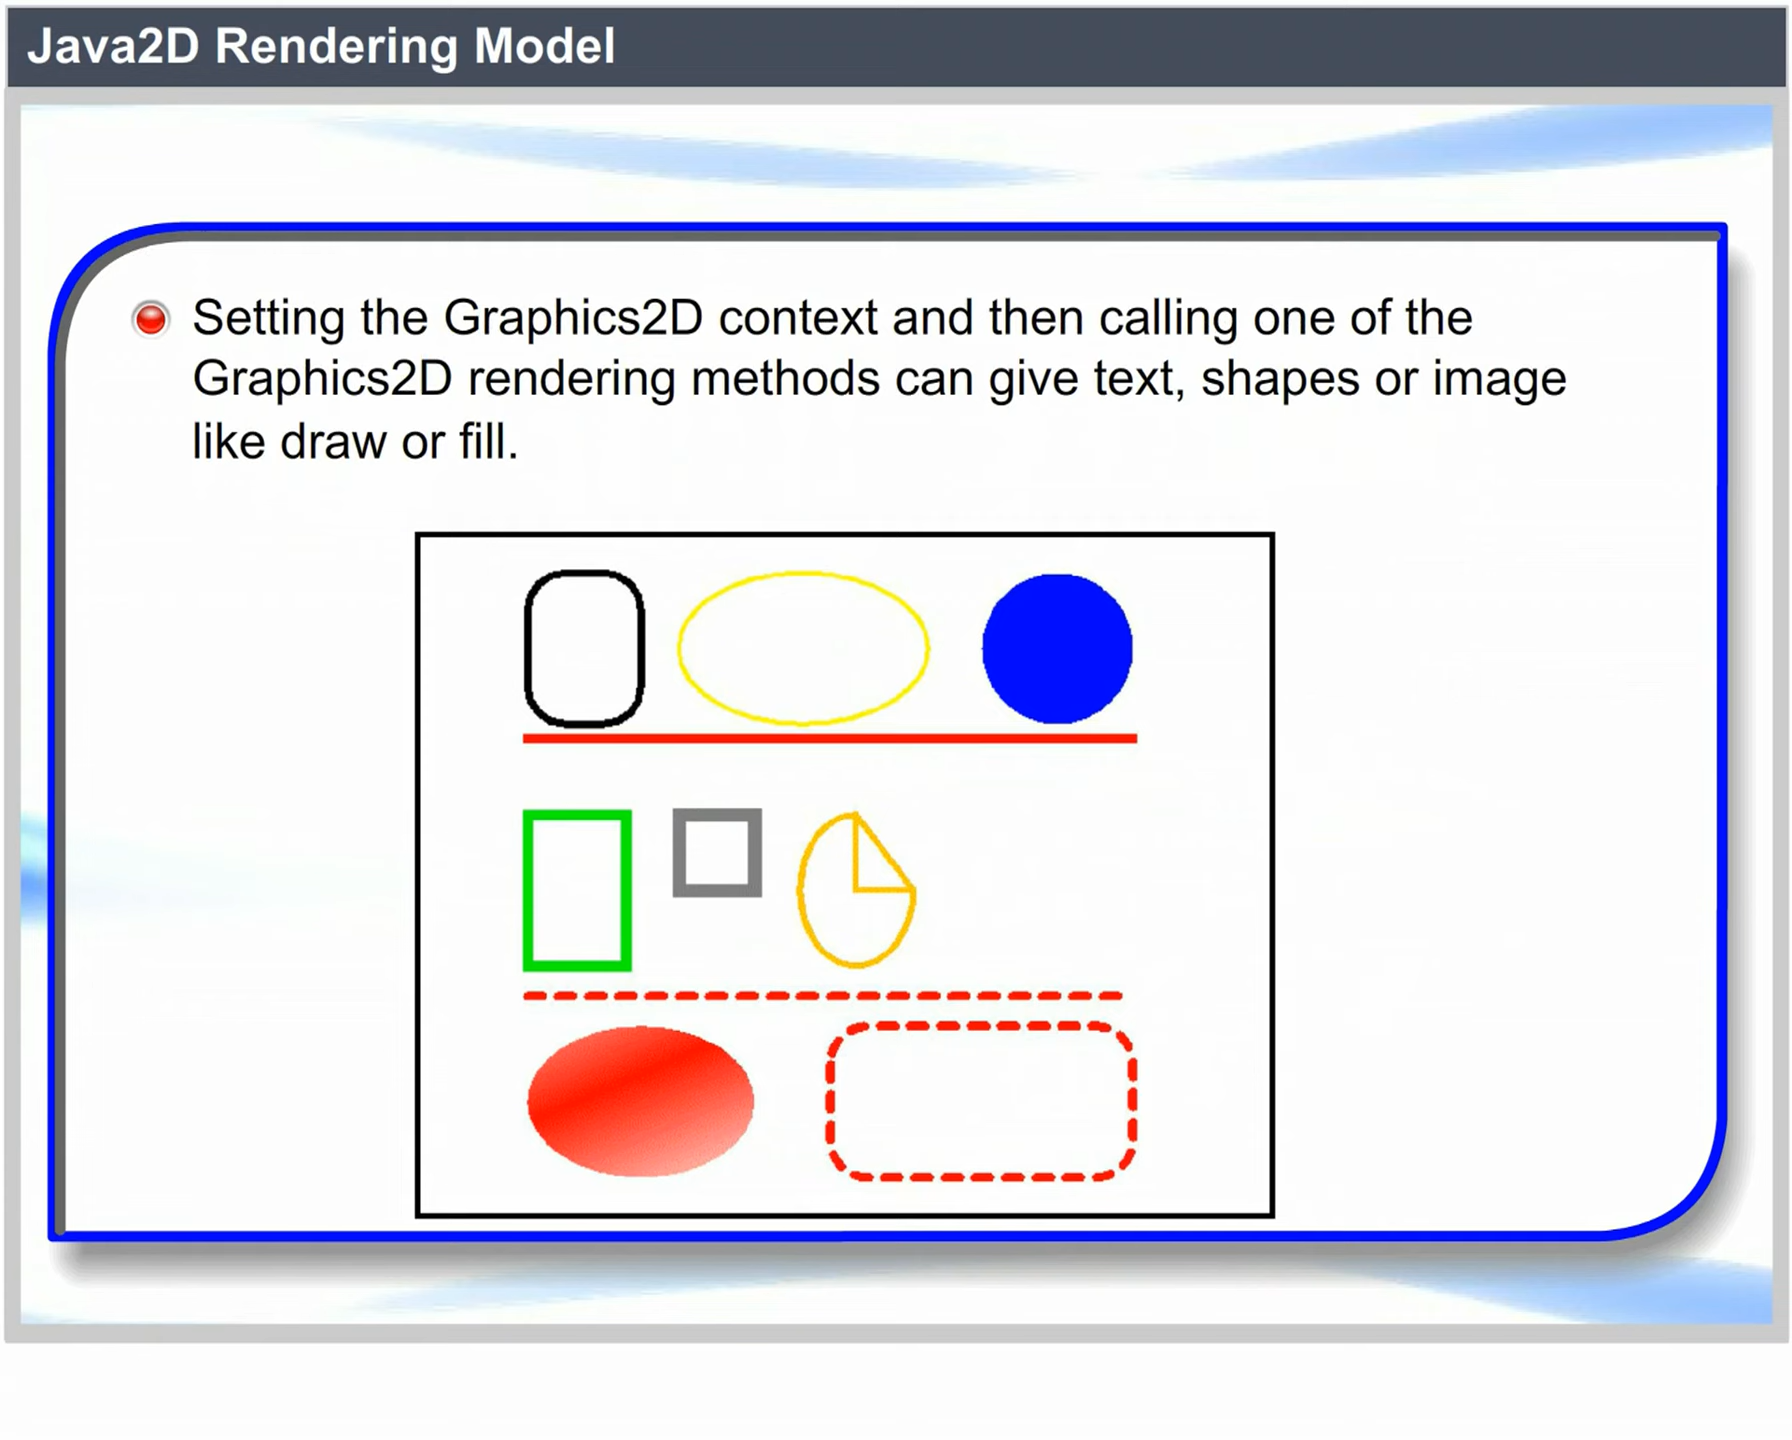 Java2D Rendering Model
Setting the Graphics2D context and then calling one of the
Graphics2D rendering methods can give text, shapes or image
like draw or fill.